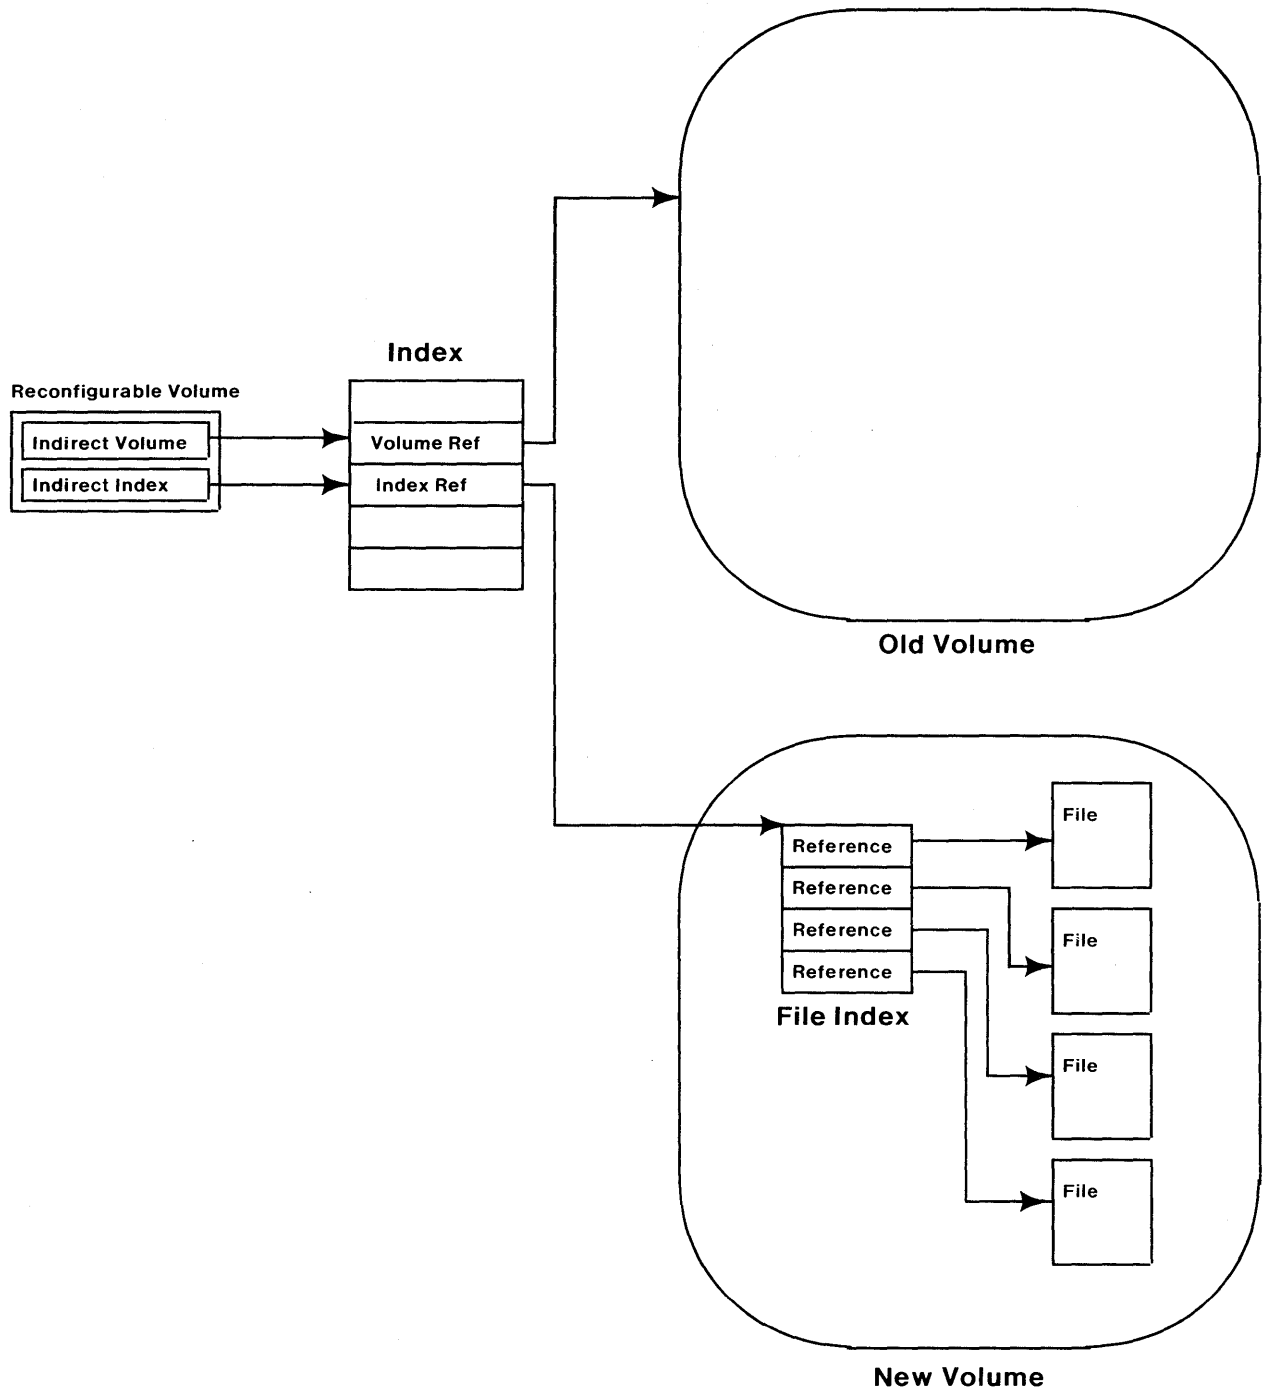 Index
Reconfigurable Volume
Indirect Volume
Indirect Index
Volume Ref
Index Ref
Old Volume
Reference
Reference
Reference
Reference
File Index
File
File
File
File
New Volume